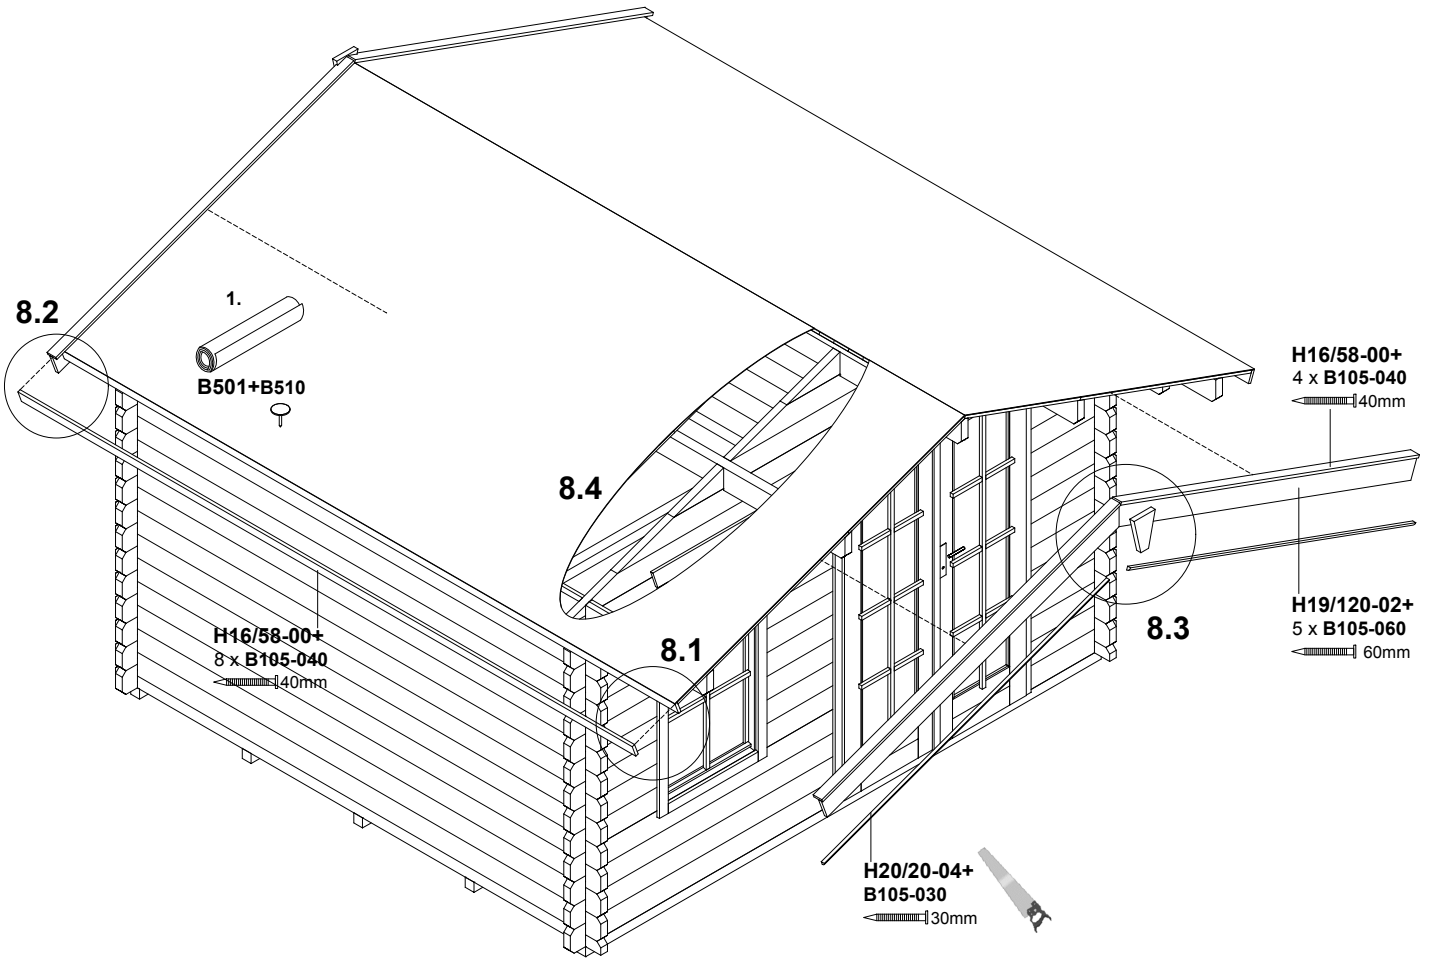 8.2
1.
B501+B510
8.4
H16/58-00+
4 x B105-040
40mm
8.3
H19/120-02+
5 x B105-060
60mm
H16/58-00+
8 x B105-040
40mm
8.1
H20/20-04+
B105-030
30mm